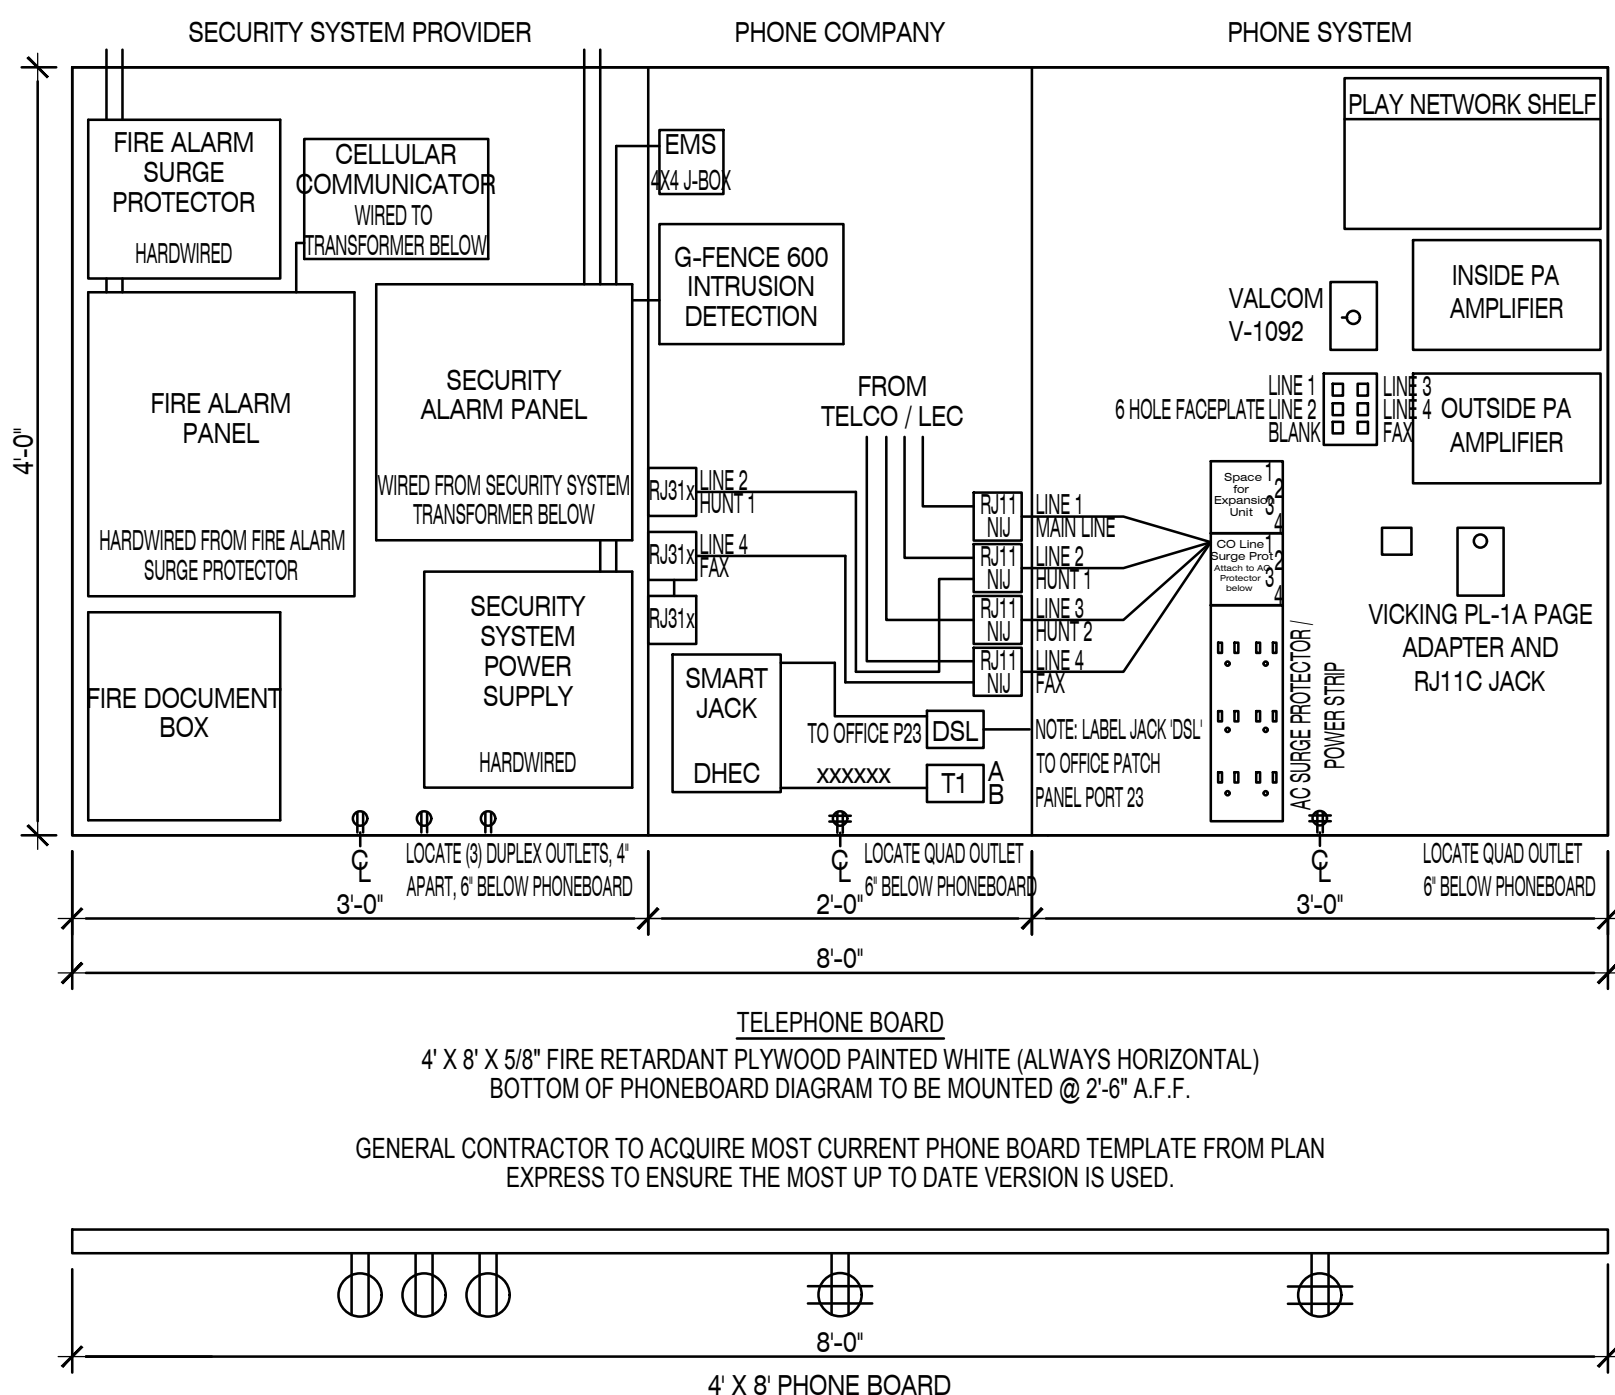 SECURITY SYSTEM PROVIDER
PHONE COMPANY
PHONE SYSTEM
4'-0"
FIRE ALARM
SURGE
PROTECTOR
HARDWIRED
CELLULAR
COMMUNICATOR
WIRED TO
TRANSFORMER BELOW
FIRE ALARM
PANEL
HARDWIRED FROM FIRE ALARM
SURGE PROTECTOR
SECURITY
ALARM PANEL
WIRED FROM SECURITY SYSTEM
TRANSFORMER BELOW
SECURITY
SYSTEM
POWER
SUPPLY
HARDWIRED
FIRE DOCUMENT
BOX
EMS
4X4 J-BOX
G-FENCE 600
INTRUSION
DETECTION
FROM
TELCO / LEC
RJ31x
LINE 2
HUNT 1
RJ31x
LINE 4
FAX
RJ31x
RJ11
NIJ
LINE 1
MAIN LINE
RJ11
NIJ
LINE 2
HUNT 1
RJ11
NIJ
LINE 3
HUNT 2
RJ11
NIJ
LINE 4
FAX
SMART
JACK
DHEC
TO OFFICE P23
DSL
XXXXXX
T1
A
B
NOTE: LABEL JACK 'DSL'
TO OFFICE PATCH
PANEL PORT 23
PLAY NETWORK SHELF
INSIDE PA
AMPLIFIER
VALCOM
V-1092
6 HOLE FACEPLATE
LINE 1
LINE 2
BLANK
LINE 3
LINE 4
FAX
OUTSIDE PA
AMPLIFIER
Space
for
Expansion
Unit
1
2
3
4
CO Line
Surge Prot
Attach to AC
Protector
below
1
2
3
4
AC SURGE PROTECTOR /
POWER STRIP
VICKING PL-1A PAGE
ADAPTER AND
RJ11C JACK
CL
LOCATE (3) DUPLEX OUTLETS, 4"
APART, 6" BELOW PHONEBOARD
CL
LOCATE QUAD OUTLET
6" BELOW PHONEBOARD
CL
LOCATE QUAD OUTLET
6" BELOW PHONEBOARD
3'-0"
2'-0"
3'-0"
8'-0"
TELEPHONE BOARD
4' X 8' X 5/8" FIRE RETARDANT PLYWOOD PAINTED WHITE (ALWAYS HORIZONTAL)
BOTTOM OF PHONEBOARD DIAGRAM TO BE MOUNTED @ 2'-6" A.F.F.
GENERAL CONTRACTOR TO ACQUIRE MOST CURRENT PHONE BOARD TEMPLATE FROM PLAN
EXPRESS TO ENSURE THE MOST UP TO DATE VERSION IS USED.
8'-0"
4' X 8' PHONE BOARD